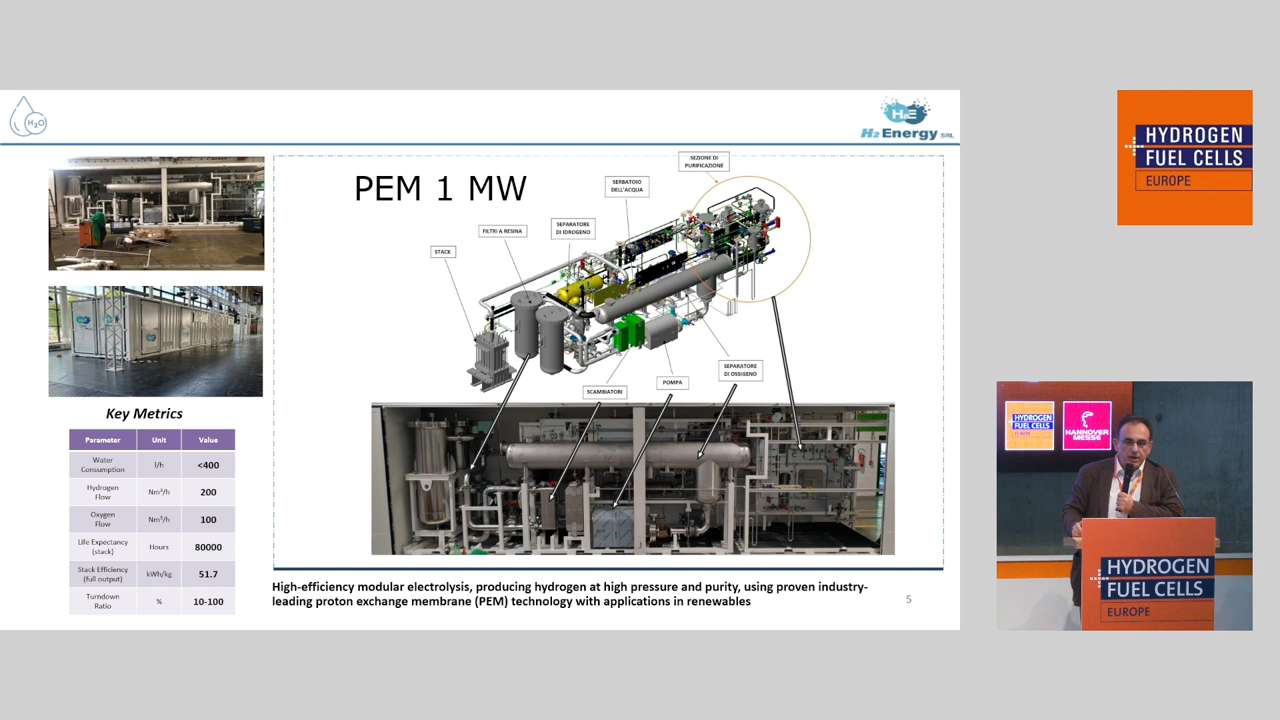 H₂O
H₂E
H₂Energy SRL
PEM 1 MW
SEZIONE DI
PURIFICAZIONE
SERBATOIO
DELL'ACQUA
SEPARATORE
DI IDROGENO
FILTRI A RESINA
STACK
SCAMBIATORI
POMPA
SEPARATORE
DI OSSIGENO
Key Metrics
Parameter Unit Value
Water
Consumption l/h <400
Hydrogen
Flow Nm³/h 200
Oxygen
Flow Nm³/h 100
Life Expectancy
(stack) Hours 80000
Stack Efficiency
(full output) kWh/kg 51.7
Turndown
Ratio % 10-100
High-efficiency modular electrolysis, producing hydrogen at high pressure and purity, using proven industry-
leading proton exchange membrane (PEM) technology with applications in renewables
5
HYDROGEN
FUEL CELLS
EUROPE
HYDROGEN
FUEL CELLS
HANNOVER
MESSE
HYDROGEN
FUEL CELLS
EUROPE